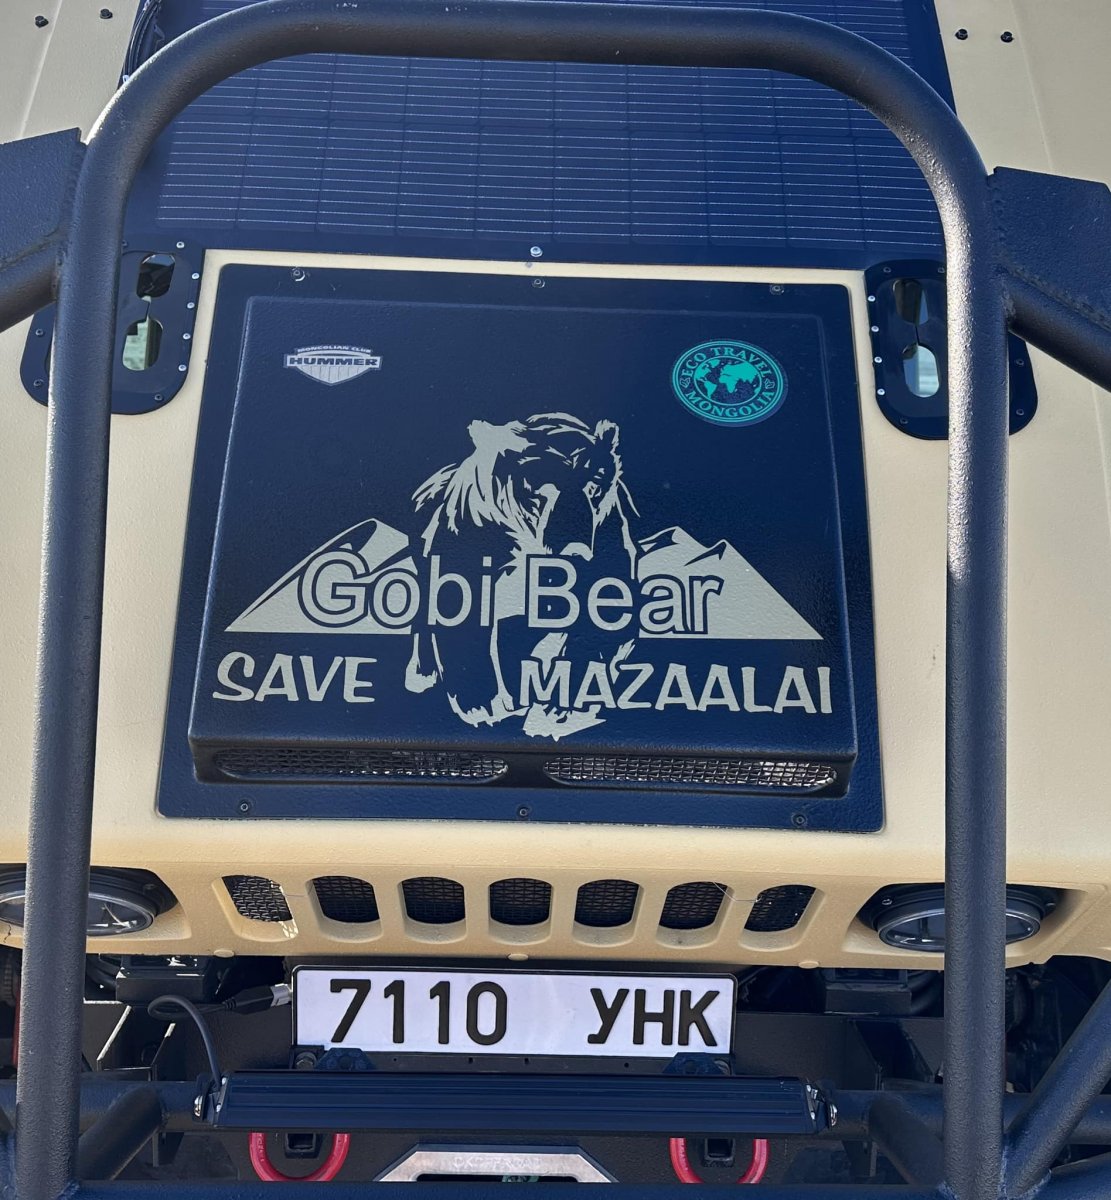 MONGOLIAN CLUB
HUMMER
ECO TRAVEL
MONGOLIA
Gobi Bear
SAVE MAZAALAI
7110 УНК